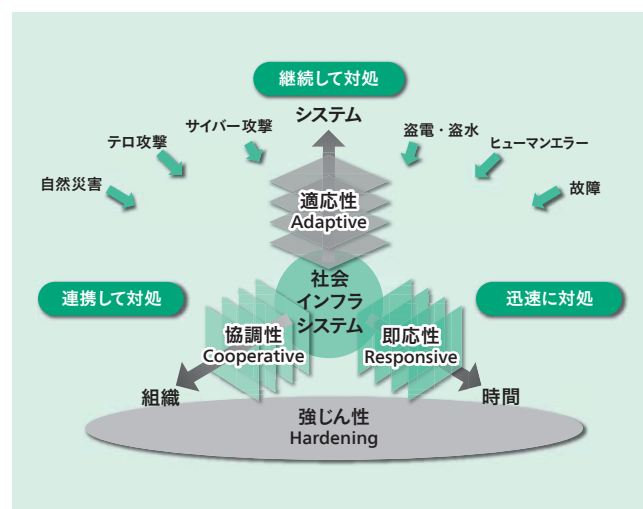 継続して対処
システム
サイバー攻撃
盗電・盗水
テロ攻撃
ヒューマンエラー
自然災害
故障
適応性
Adaptive
社会
インフラ
システム
連携して対処
迅速に対処
協調性
Cooperative
即応性
Responsive
組織
時間
強じん性
Hardening